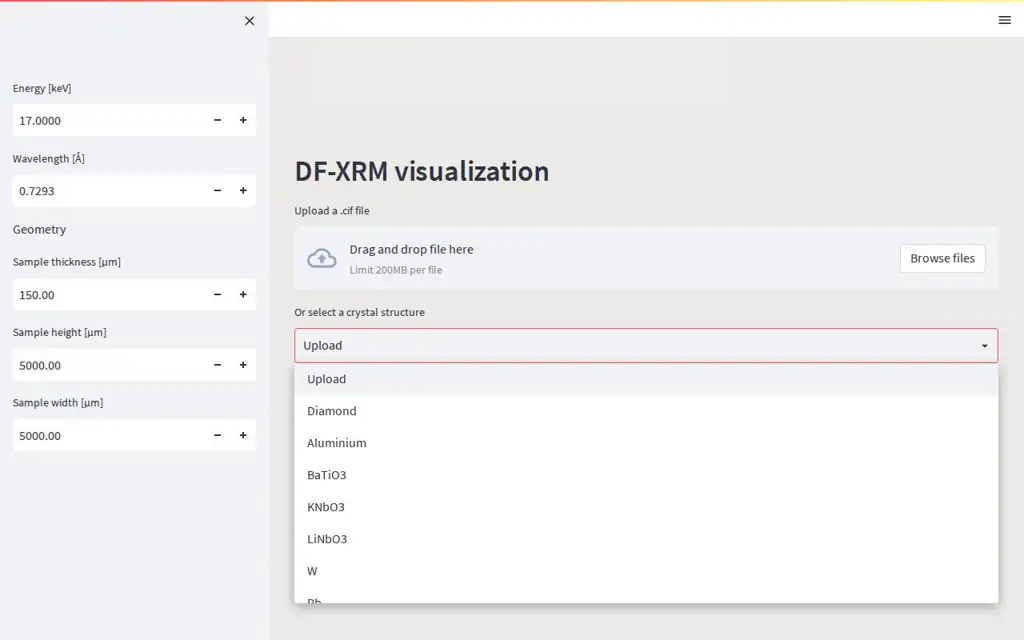 Energy [keV]
17.0000
Wavelength [Å]
0.7293
Geometry
Sample thickness [µm]
150.00
Sample height [µm]
5000.00
Sample width [µm]
5000.00
DF-XRM visualization
Upload a .cif file
Drag and drop file here
Limit 200MB per file
Browse files
Or select a crystal structure
Upload
Upload
Diamond
Aluminium
BaTiO3
KNbO3
LiNbO3
W